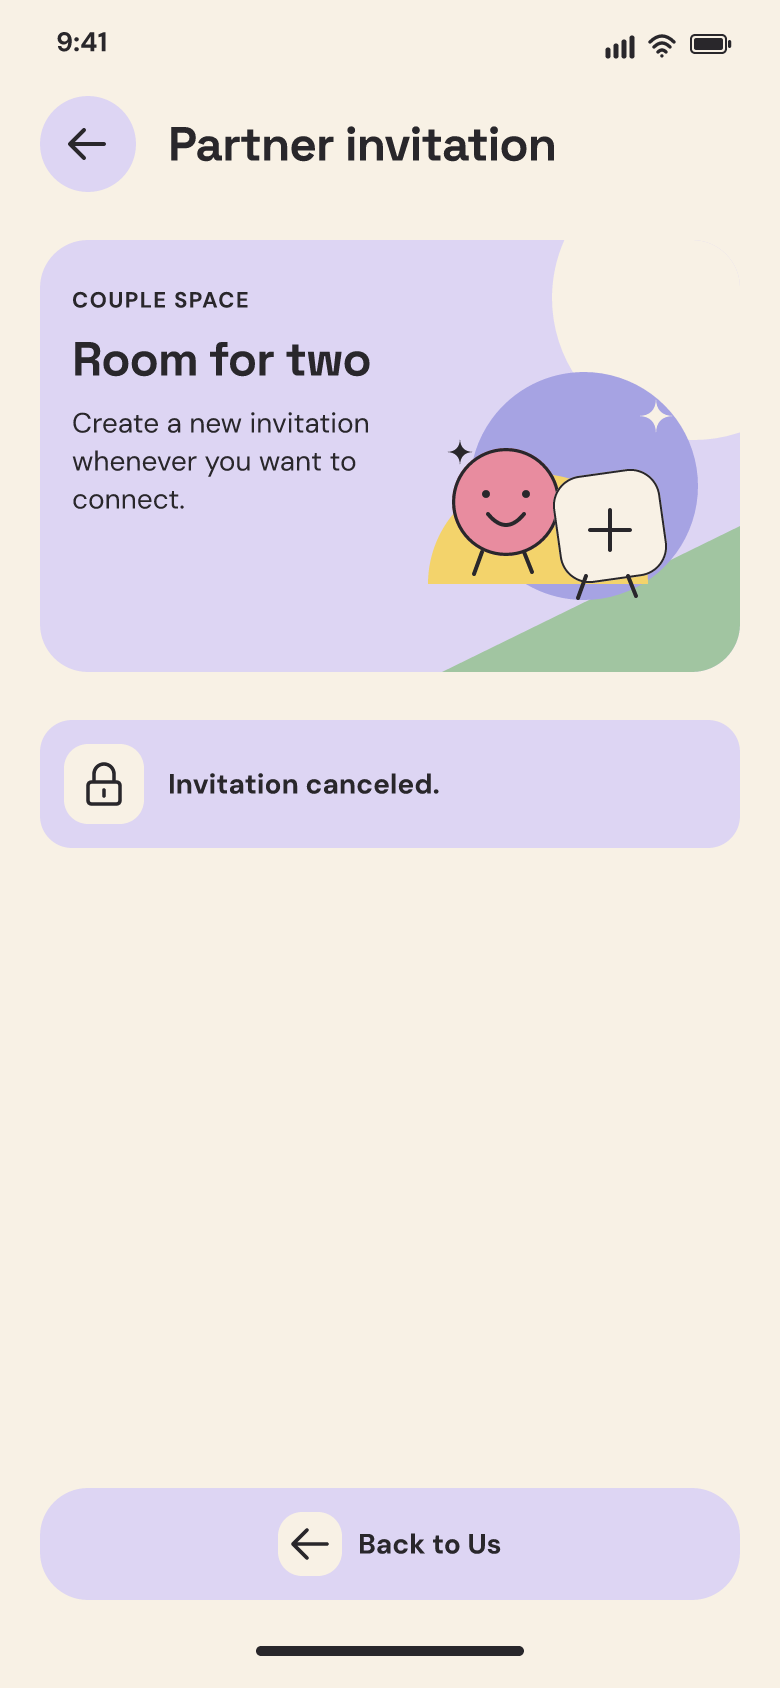 9:41
Partner invitation
COUPLE SPACE
Room for two
Create a new invitation
whenever you want to
connect.
Invitation canceled.
Back to Us